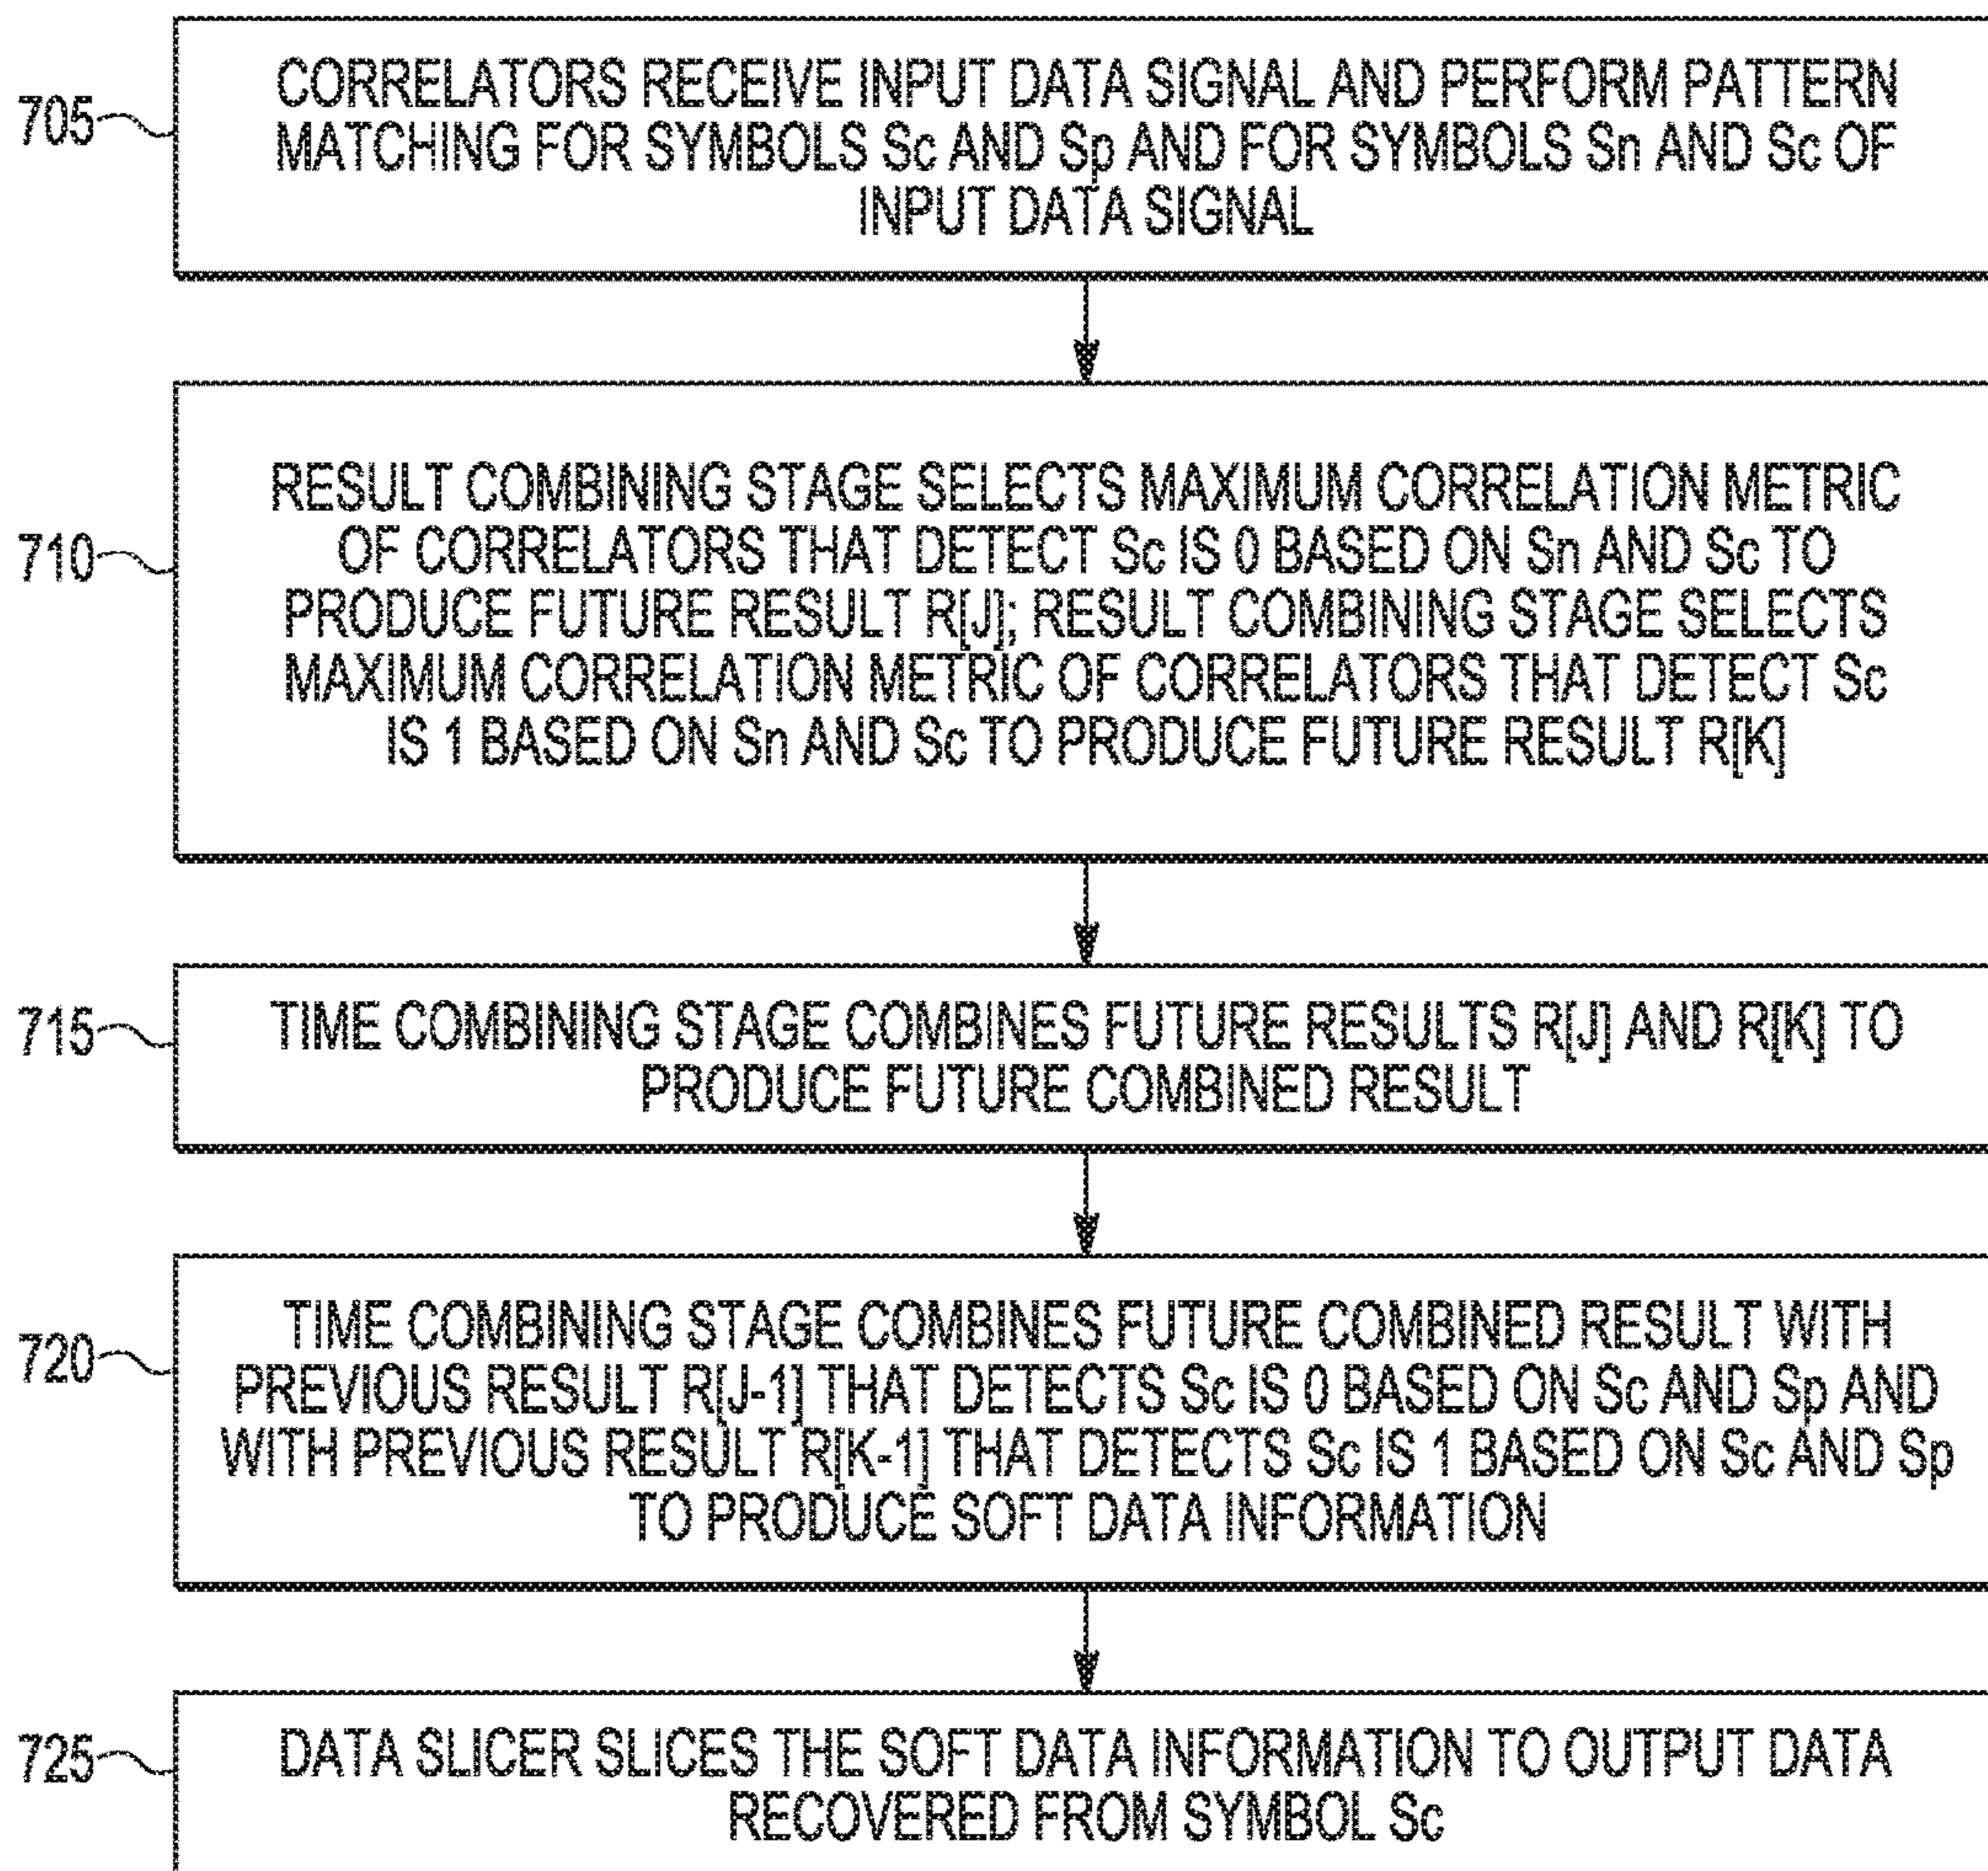 705
CORRELATORS RECEIVE INPUT DATA SIGNAL AND PERFORM PATTERN
MATCHING FOR SYMBOLS Sc AND Sp AND FOR SYMBOLS Sn AND Sc OF
INPUT DATA SIGNAL
710
RESULT COMBINING STAGE SELECTS MAXIMUM CORRELATION METRIC
OF CORRELATORS THAT DETECT Sc IS 0 BASED ON Sn AND Sc TO
PRODUCE FUTURE RESULT R[J]; RESULT COMBINING STAGE SELECTS
MAXIMUM CORRELATION METRIC OF CORRELATORS THAT DETECT Sc
IS 1 BASED ON Sn AND Sc TO PRODUCE FUTURE RESULT R[K]
715
TIME COMBINING STAGE COMBINES FUTURE RESULTS R[J] AND R[K] TO
PRODUCE FUTURE COMBINED RESULT
720
TIME COMBINING STAGE COMBINES FUTURE COMBINED RESULT WITH
PREVIOUS RESULT R[J-1] THAT DETECTS Sc IS 0 BASED ON Sc AND Sp AND
WITH PREVIOUS RESULT R[K-1] THAT DETECTS Sc IS 1 BASED ON Sc AND Sp
TO PRODUCE SOFT DATA INFORMATION
725
DATA SLICER SLICES THE SOFT DATA INFORMATION TO OUTPUT DATA
RECOVERED FROM SYMBOL Sc